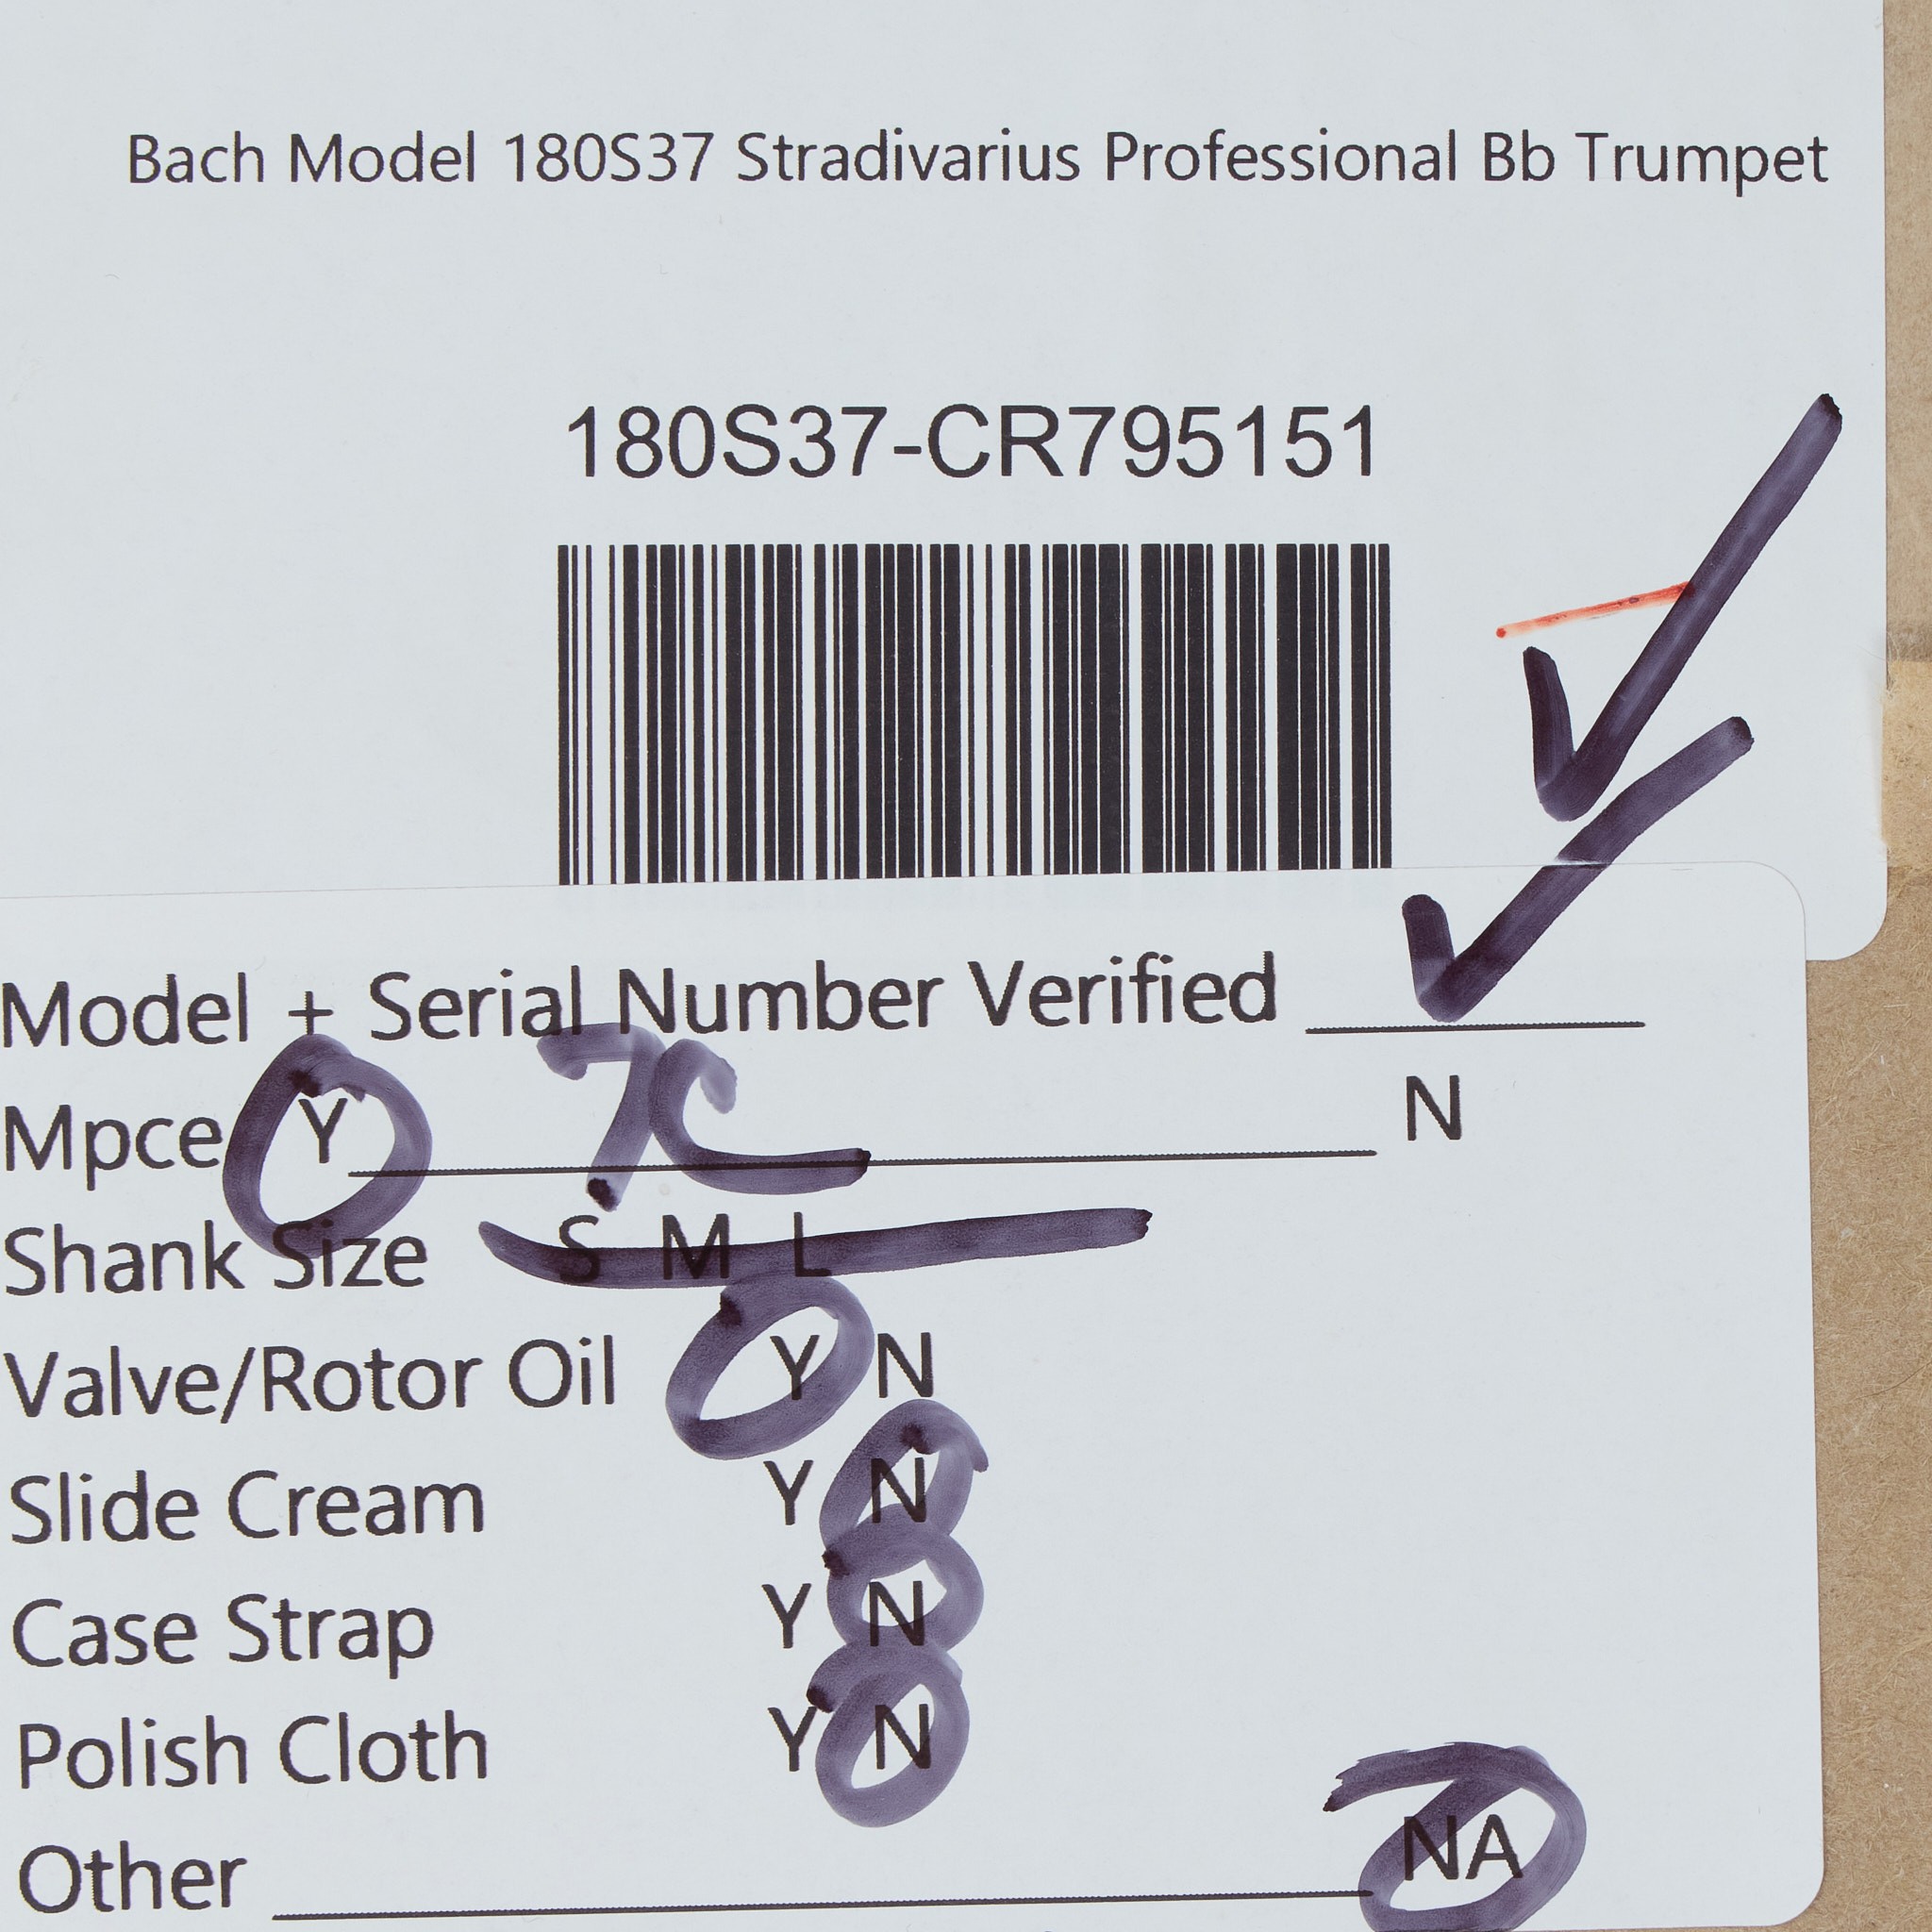 Bach Model 180S37 Stradivarius Professional Bb Trumpet
180S37-CR795151
Model + Serial Number Verified
Mpce Y 7C N
Shank Size S M L
Valve/Rotor Oil Y N
Slide Cream Y N
Case Strap Y N
Polish Cloth Y N
Other NA